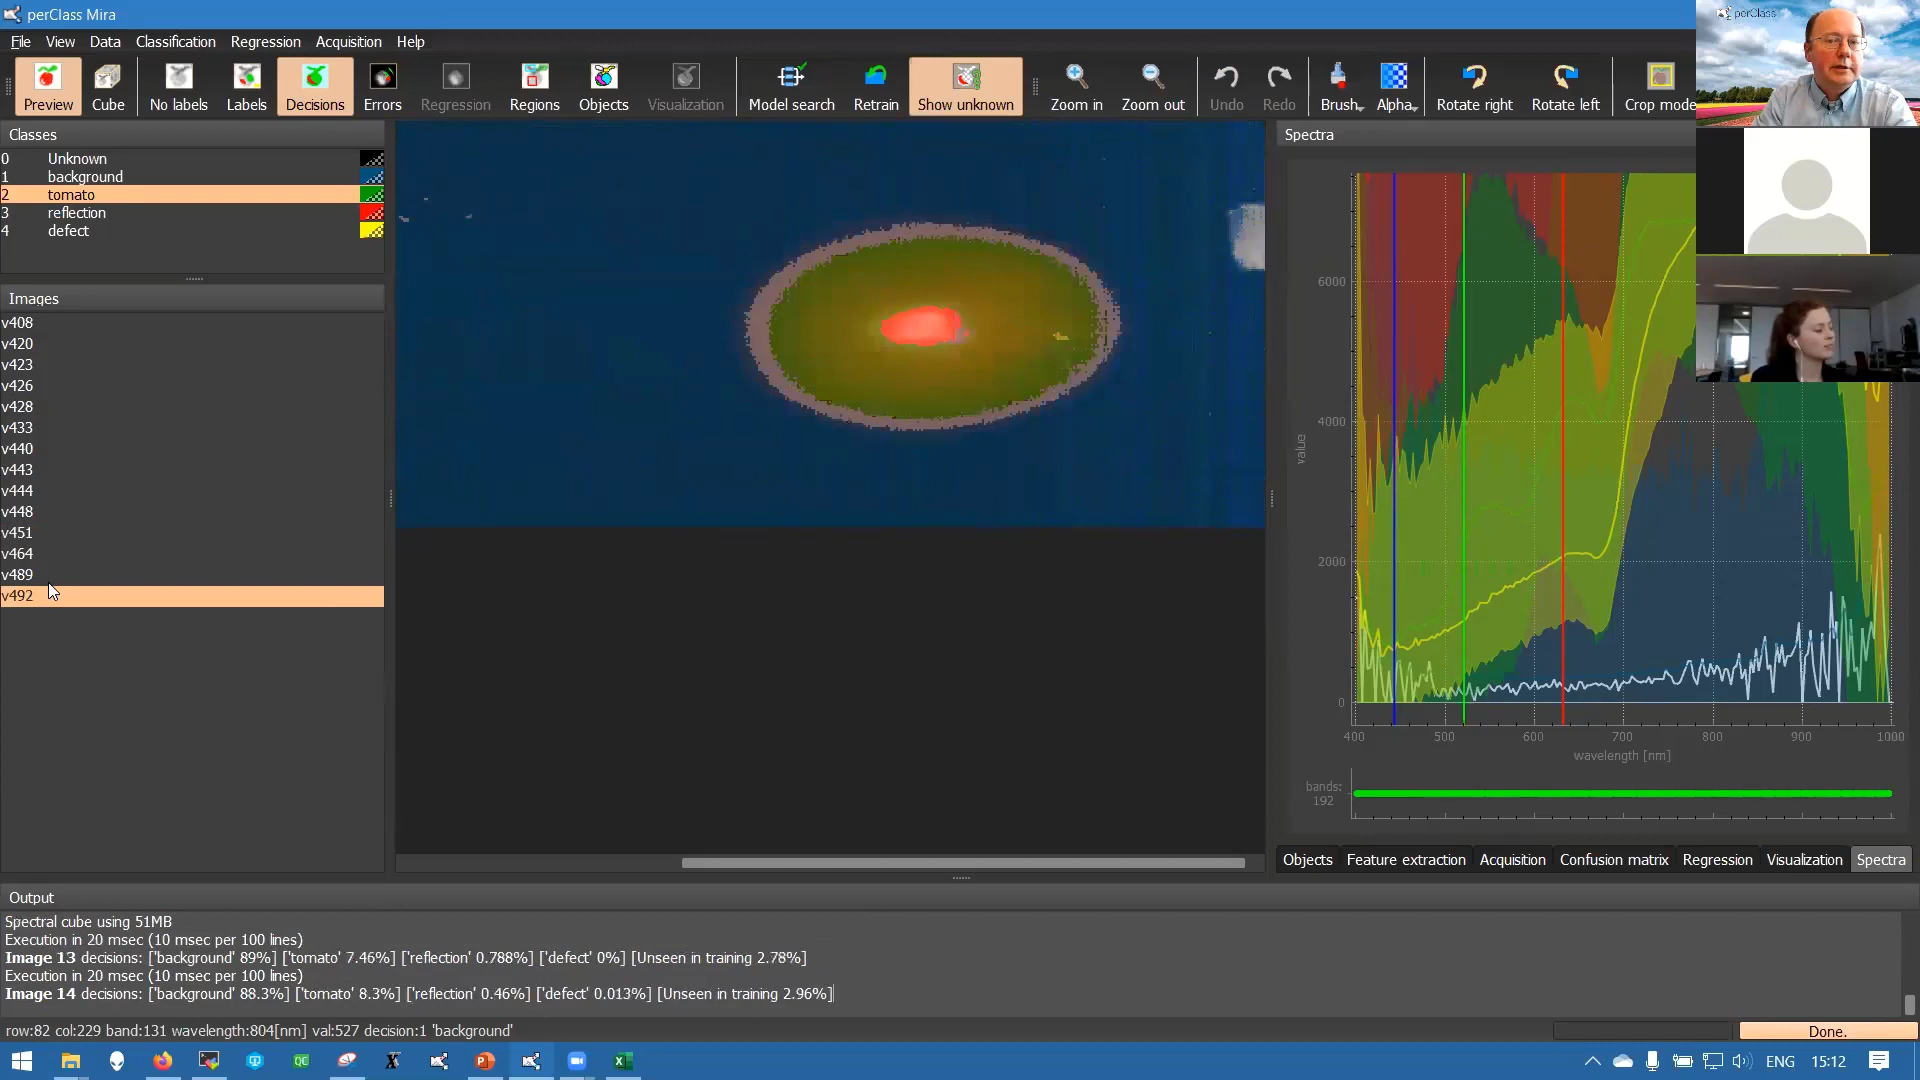 perClass Mira
File View Data Classification Regression Acquisition Help
Preview Cube No labels Labels Decisions Errors Regression Regions Objects Visualization Model search Retrain Show unknown Zoom in Zoom out Undo Redo Brush Alpha Rotate right Rotate left Crop mode
perClass
Classes
0 Unknown
1 background
2 tomato
3 reflection
4 defect
Images
v408
v420
v423
v426
v428
v433
v440
v443
v444
v448
v451
v464
v489
v492
Spectra
6000
4000
2000
0
value
400 500 600 700 800 900 1000
wavelength [nm]
bands:
192
Objects Feature extraction Acquisition Confusion matrix Regression Visualization Spectra
Output
Spectral cube using 51MB
Execution in 20 msec (10 msec per 100 lines)
Image 13 decisions: ['background' 89%] ['tomato' 7.46%] ['reflection' 0.788%] ['defect' 0%] [Unseen in training 2.78%]
Execution in 20 msec (10 msec per 100 lines)
Image 14 decisions: ['background' 88.3%] ['tomato' 8.3%] ['reflection' 0.46%] ['defect' 0.013%] [Unseen in training 2.96%]
row:82 col:229 band:131 wavelength:804[nm] val:527 decision:1 'background'
Done.
QC
ENG 15:12